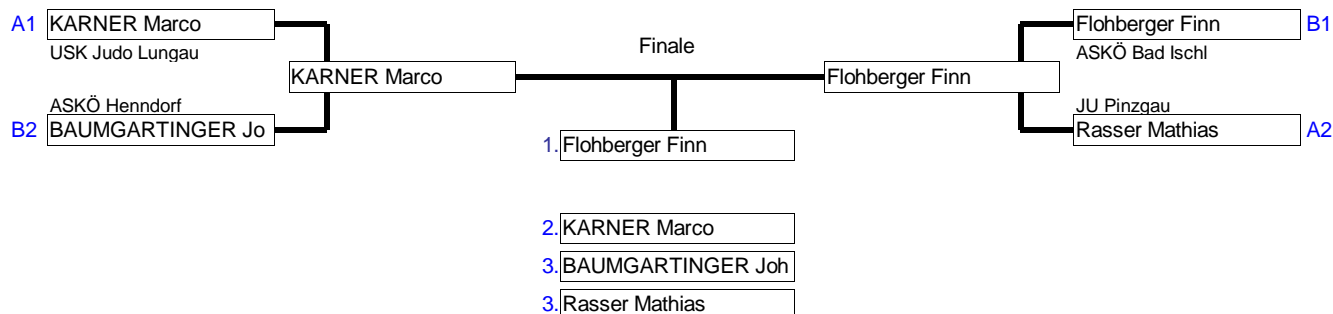 A1 KARNER Marco
USK Judo Lungau
KARNER Marco
ASKÖ Henndorf
B2 BAUMGARTINGER Jo
Finale
Flohberger Finn B1
ASKÖ Bad Ischl
Flohberger Finn
JU Pinzgau
Rasser Mathias A2
1. Flohberger Finn
2. KARNER Marco
3. BAUMGARTINGER Joh
3. Rasser Mathias